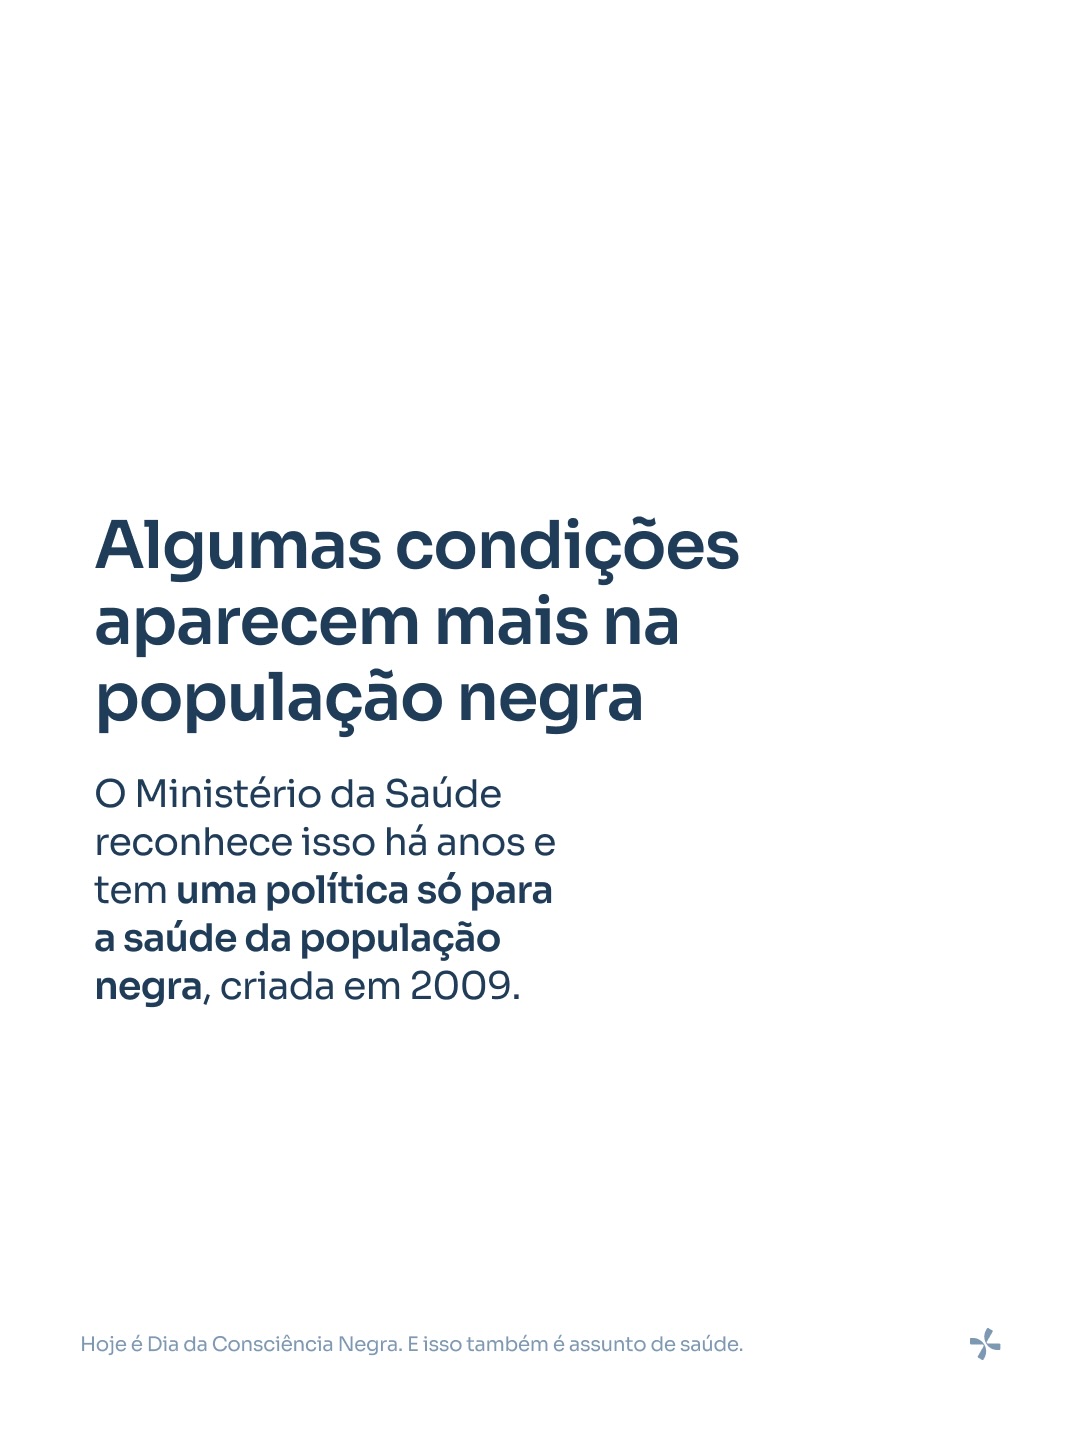 Algumas condições
aparecem mais na
população negra
O Ministério da Saúde
reconhece isso há anos e
tem uma política só para
a saúde da população
negra, criada em 2009.
Hoje é Dia da Consciência Negra. E isso também é assunto de saúde.